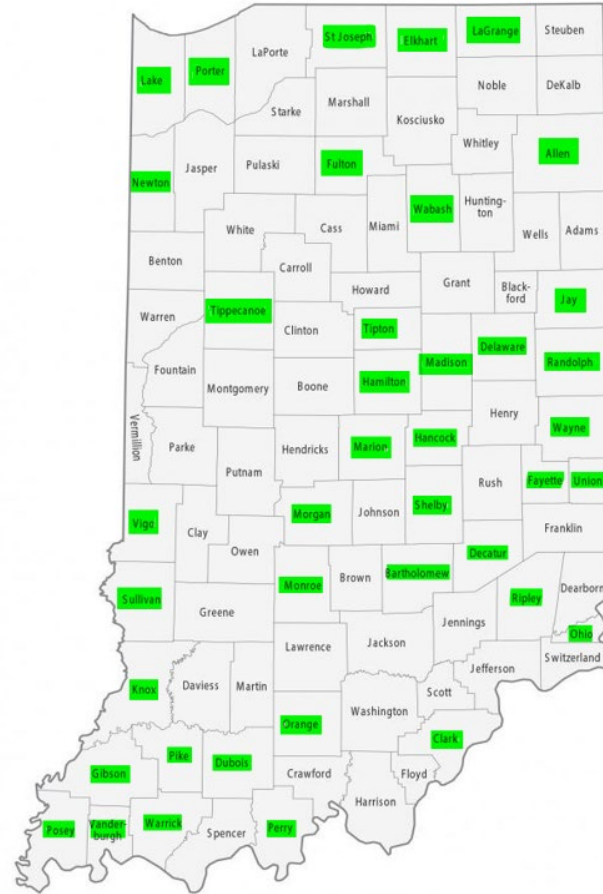 St Joseph
Elkhart
LaGrange
Steuben
LaPorte
Porter
Lake
Noble
DeKalb
Marshall
Starke
Kosciusko
Whitley
Allen
Fulton
Pulaski
Jasper
Newton
Wabash
Hunting-
ton
White
Cass
Miami
Wells
Adams
Benton
Carroll
Howard
Grant
Black-
ford
Jay
Tippecanoe
Warren
Clinton
Tipton
Delaware
Madison
Randolph
Fountain
Montgomery
Boone
Hamilton
Henry
Vermillion
Wayne
Parke
Putnam
Hendricks
Marion
Hancock
Rush
Fayette
Union
Vigo
Clay
Morgan
Johnson
Shelby
Franklin
Owen
Decatur
Sullivan
Monroe
Brown
Bartholomew
Dearborn
Ripley
Greene
Jennings
Ohio
Lawrence
Jackson
Switzerland
Jefferson
Knox
Daviess
Martin
Scott
Washington
Orange
Clark
Pike
Dubois
Gibson
Crawford
Floyd
Harrison
Posey
Vander-
burgh
Warrick
Spencer
Perry